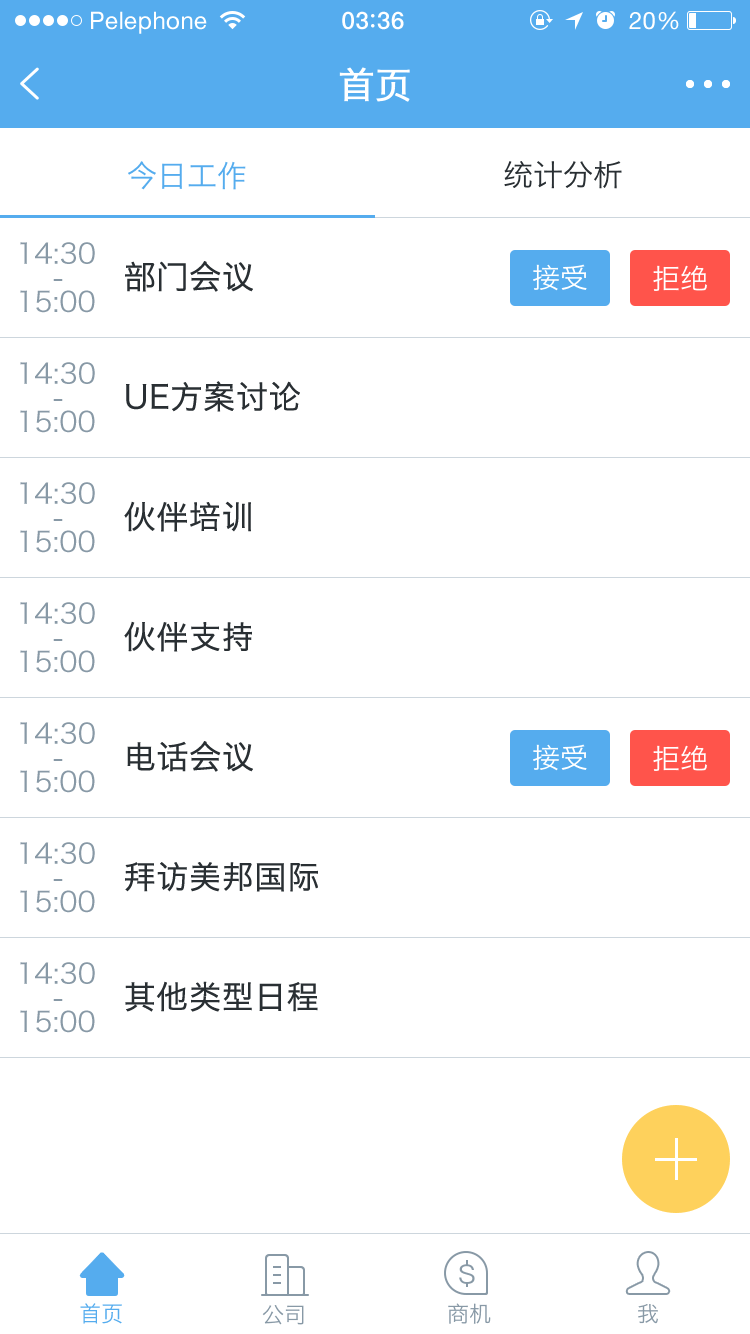 Pelephone 03:36 20%
首页
今日工作 统计分析
14:30
-
15:00
部门会议 接受 拒绝
14:30
-
15:00
UE方案讨论
14:30
-
15:00
伙伴培训
14:30
-
15:00
伙伴支持
14:30
-
15:00
电话会议 接受 拒绝
14:30
-
15:00
拜访美邦国际
14:30
-
15:00
其他类型日程
首页 公司 商机 我